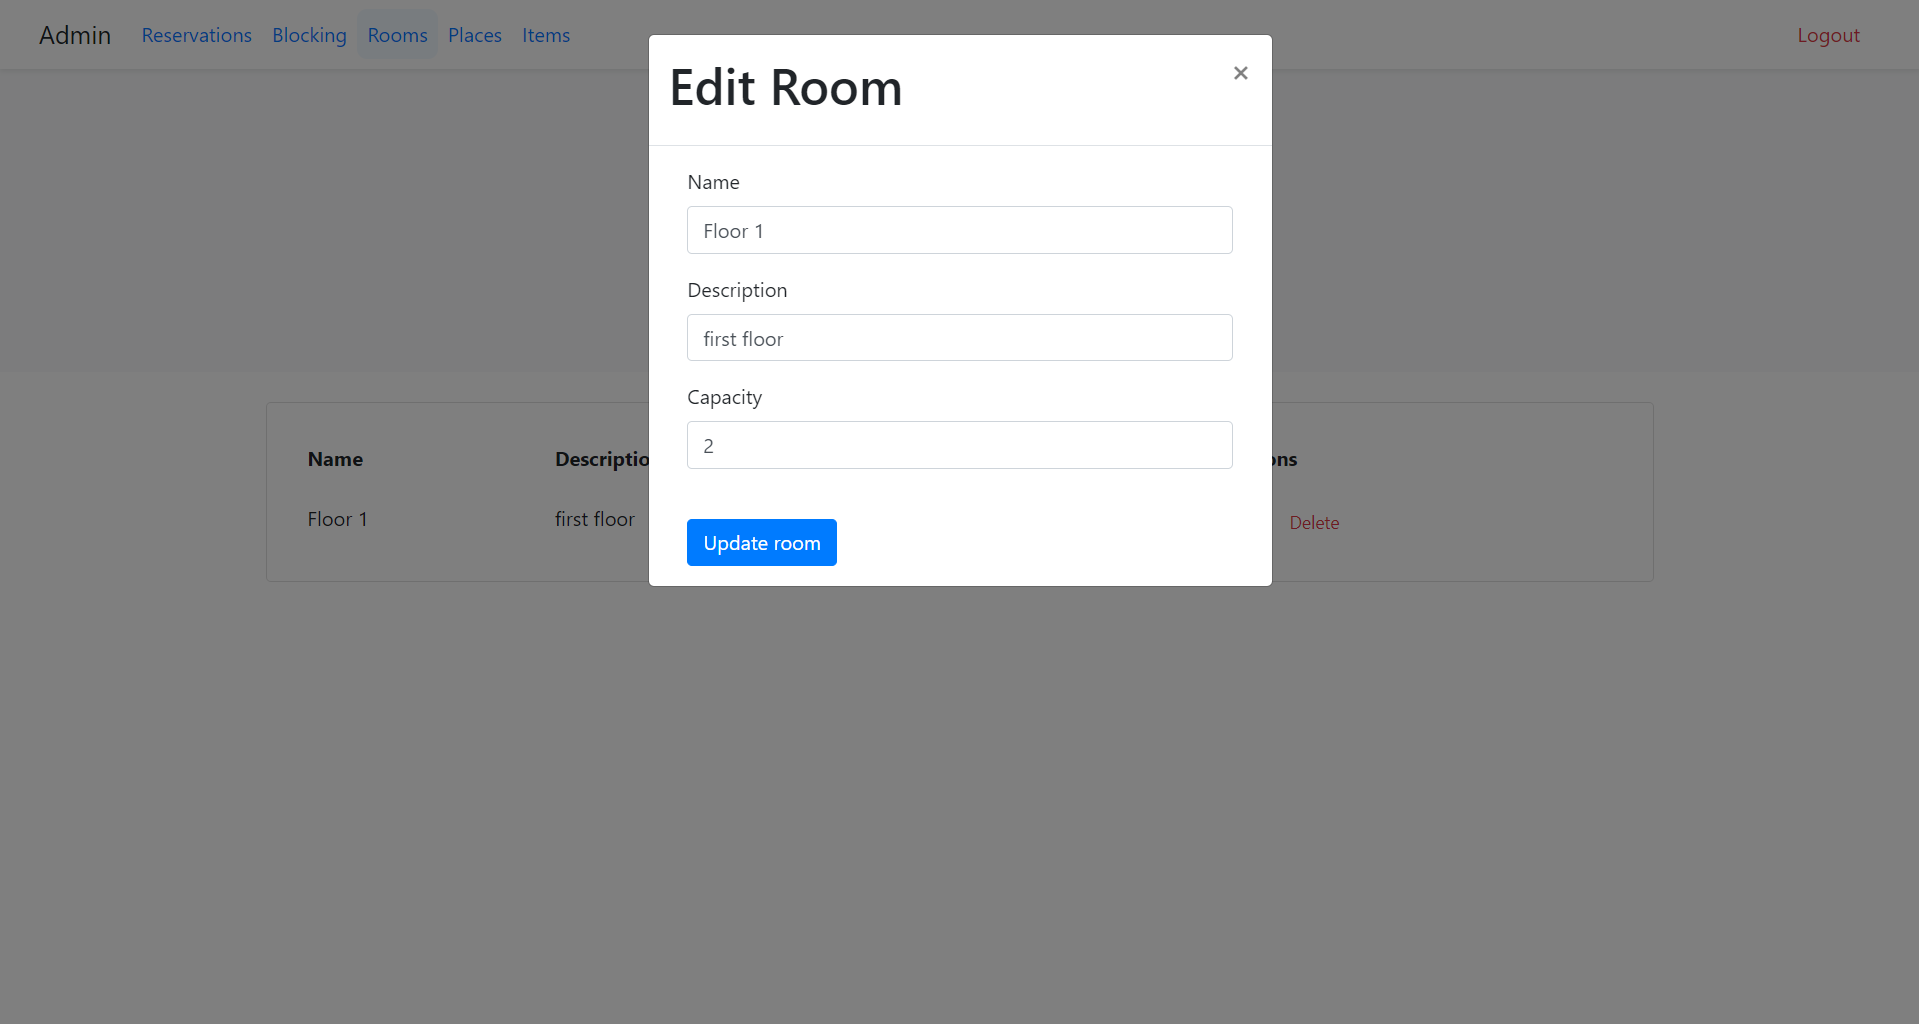 Admin Reservations Blocking Rooms Places Items Logout
Edit Room ×
Name
Floor 1
Description
first floor
Capacity
2
Update room
Name Descriptio ons
Floor 1 first floor Delete